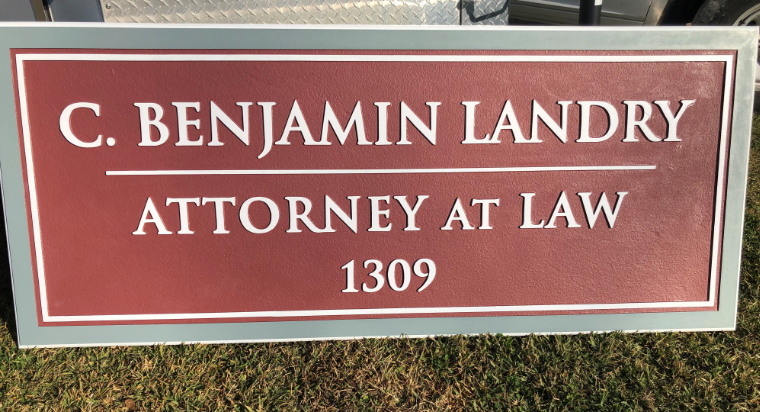 C. BENJAMIN LANDRY
ATTORNEY AT LAW
1309